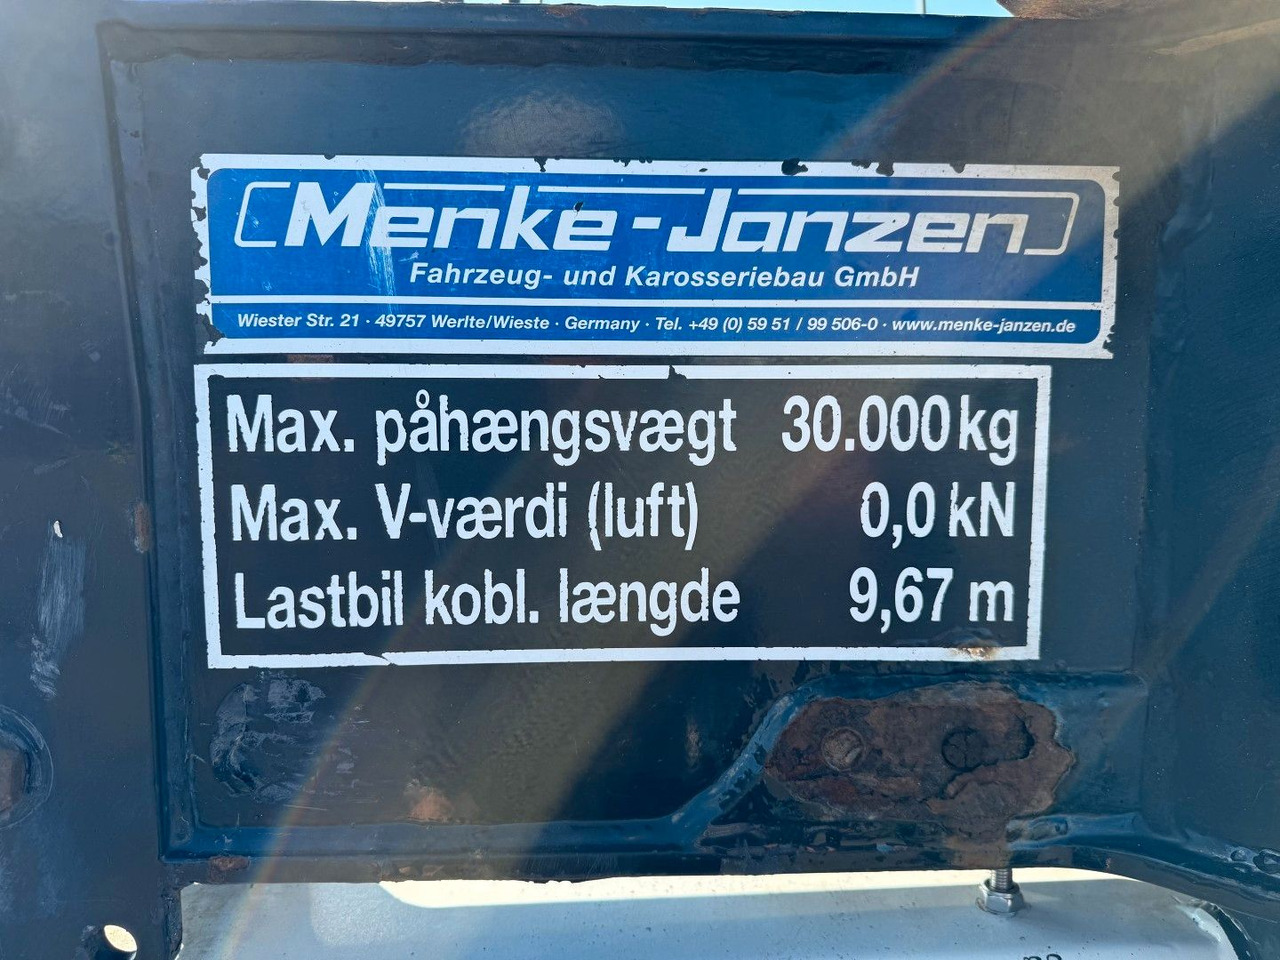 Menke-Janzen
Fahrzeug- und Karosseriebau GmbH
Wiester Str. 21 · 49757 Werlte/Wieste · Germany · Tel. +49 (0) 59 51 / 99 506-0 · www.menke-janzen.de
Max. påhængsvægt 30.000 kg
Max. V-værdi (luft) 0,0 kN
Lastbil kobl. længde 9,67 m